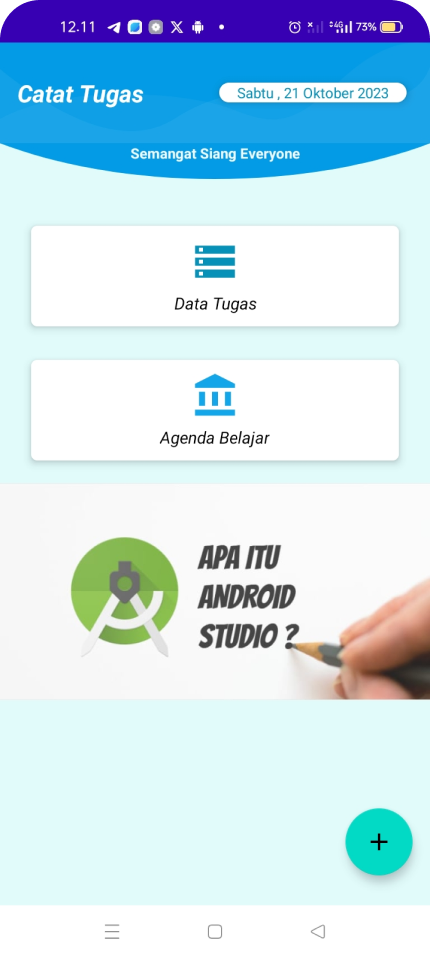 12.11
4G
73%
Catat Tugas
Sabtu , 21 Oktober 2023
Semangat Siang Everyone
Data Tugas
Agenda Belajar
APA ITU
ANDROID
STUDIO ?